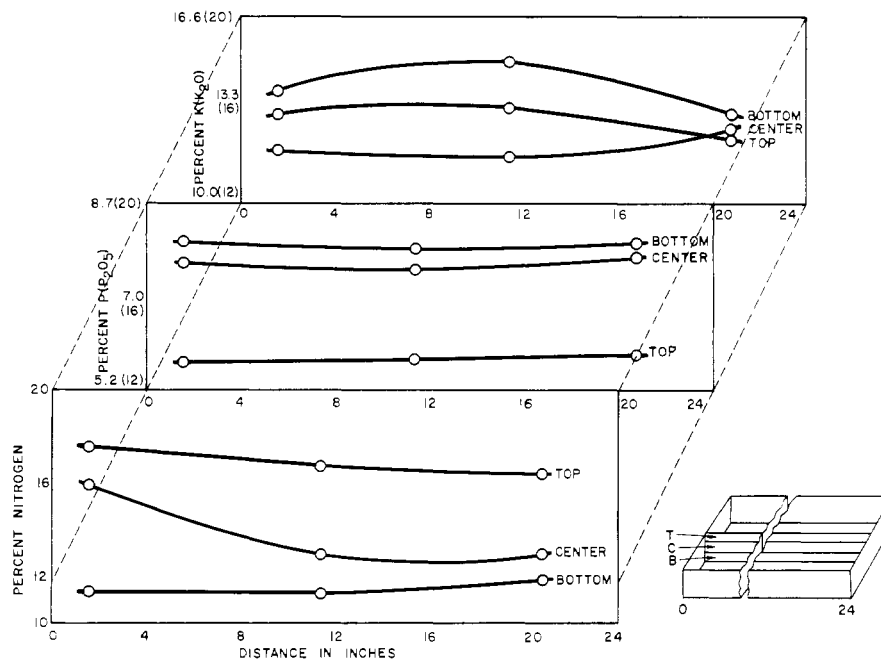 16.6(20)
PERCENT K(K2O)
13.3
(16)
10.0(12)
BOTTOM
CENTER
TOP
0 4 8 12 16 20 24
8.7(20)
PERCENT P(P2O5)
7.0
(16)
5.2(12)
BOTTOM
CENTER
TOP
0 4 8 12 16 20 24
20
PERCENT NITROGEN
16
12
10
TOP
CENTER
BOTTOM
0 4 8 12 16 20 24
DISTANCE IN INCHES
T
C
B
0 24